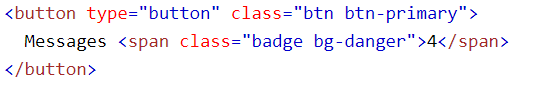 <button type="button" class="btn btn-primary">
  Messages <span class="badge bg-danger">4</span>
</button>